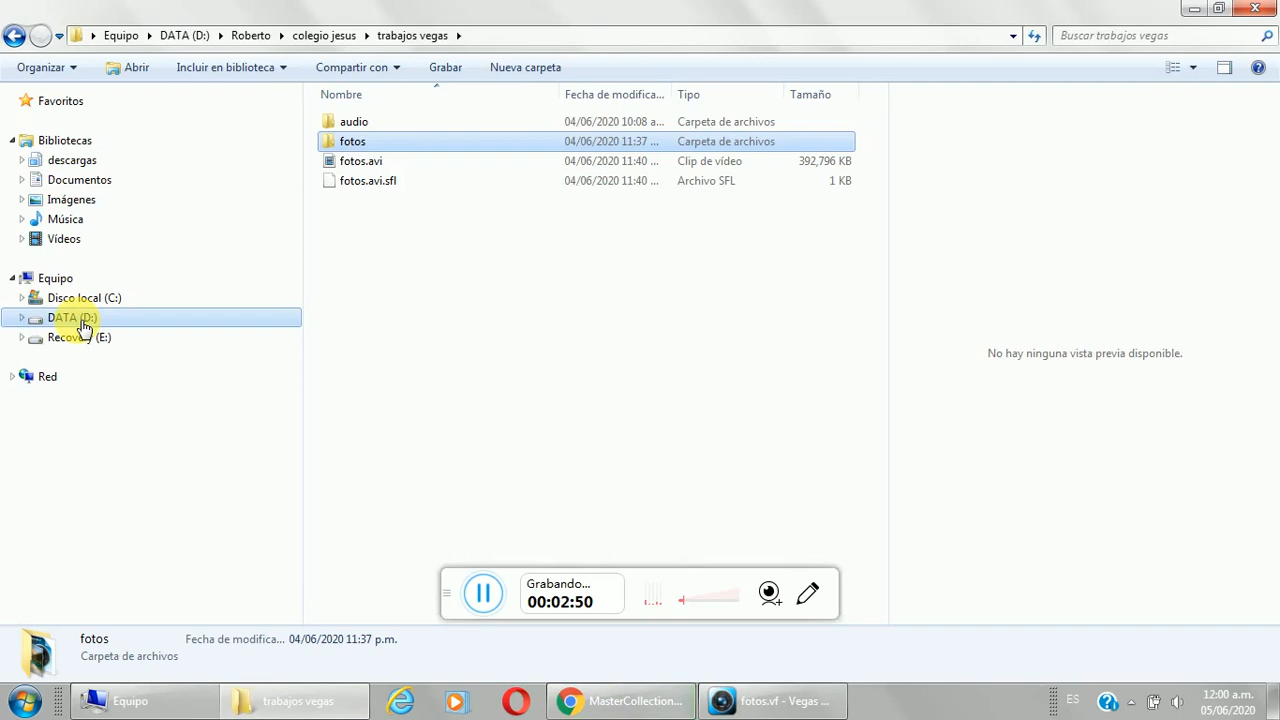 Equipo DATA (D:) Roberto colegio jesus trabajos vegas
Buscar trabajos vegas
Organizar Abrir Incluir en biblioteca Compartir con Grabar Nueva carpeta
Nombre Fecha de modifica... Tipo Tamaño
Favoritos
Bibliotecas
descargas
Documentos
Imágenes
Música
Vídeos
Equipo
Disco local (C:)
DATA (D:)
Recovery (E:)
Red
audio 04/06/2020 10:08 a... Carpeta de archivos
fotos 04/06/2020 11:37 ... Carpeta de archivos
fotos.avi 04/06/2020 11:40 ... Clip de vídeo 392,796 KB
fotos.avi.sfl 04/06/2020 11:40 ... Archivo SFL 1 KB
No hay ninguna vista previa disponible.
Grabando...
00:02:50
fotos Fecha de modifica... 04/06/2020 11:37 p.m.
Carpeta de archivos
Equipo trabajos vegas MasterCollection... fotos.vf - Vegas ...
ES
12:00 a.m.
05/06/2020